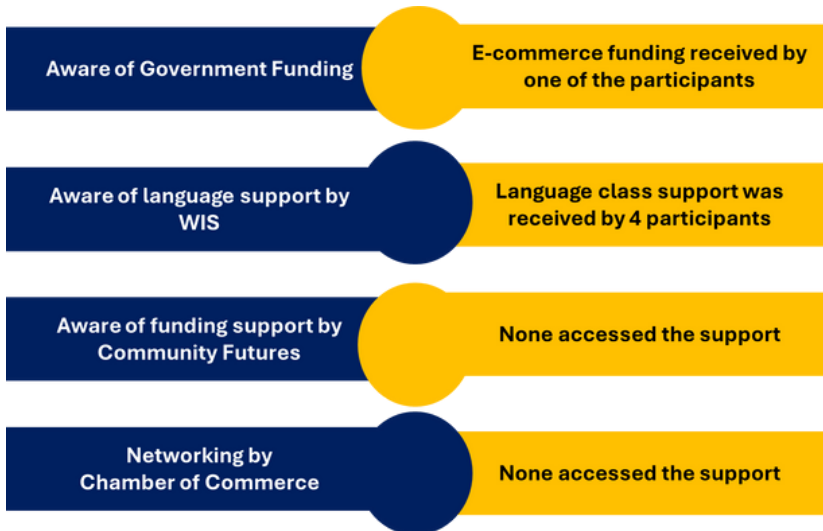 Aware of Government Funding
E-commerce funding received by
one of the participants
Aware of language support by
WIS
Language class support was
received by 4 participants
Aware of funding support by
Community Futures
None accessed the support
Networking by
Chamber of Commerce
None accessed the support